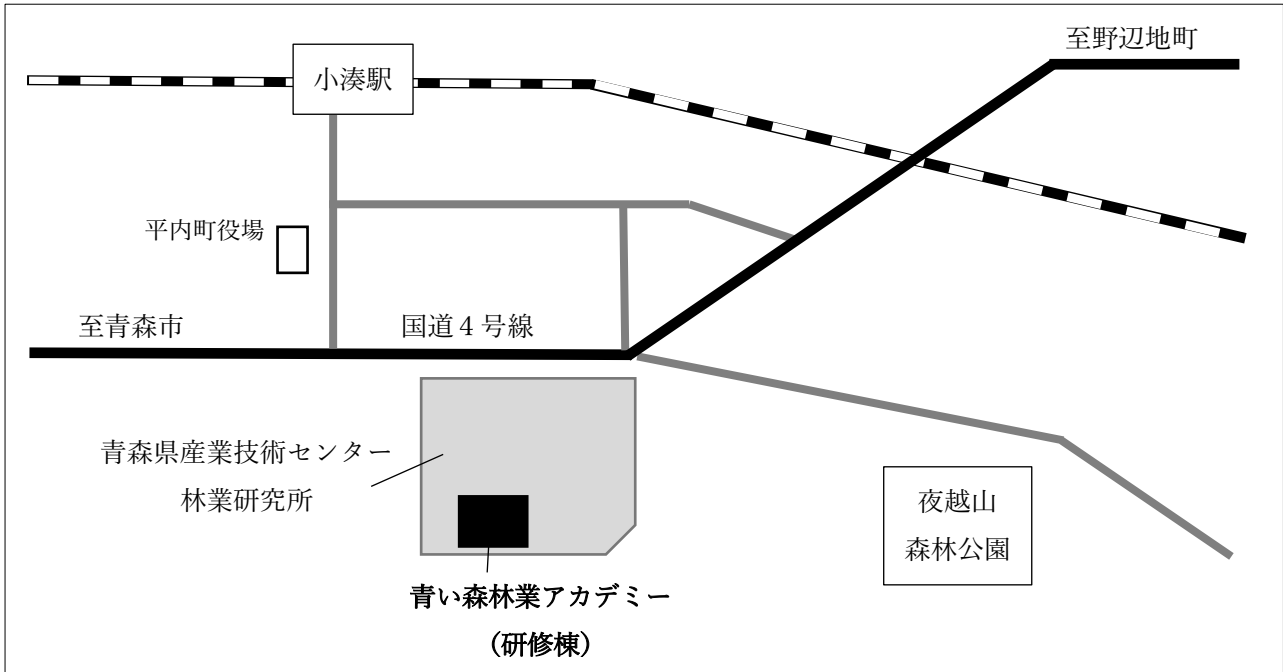 至野辺地町
小湊駅
平内町役場
至青森市
国道4号線
青森県産業技術センター
林業研究所
夜越山
森林公園
青い森林業アカデミー
（研修棟）